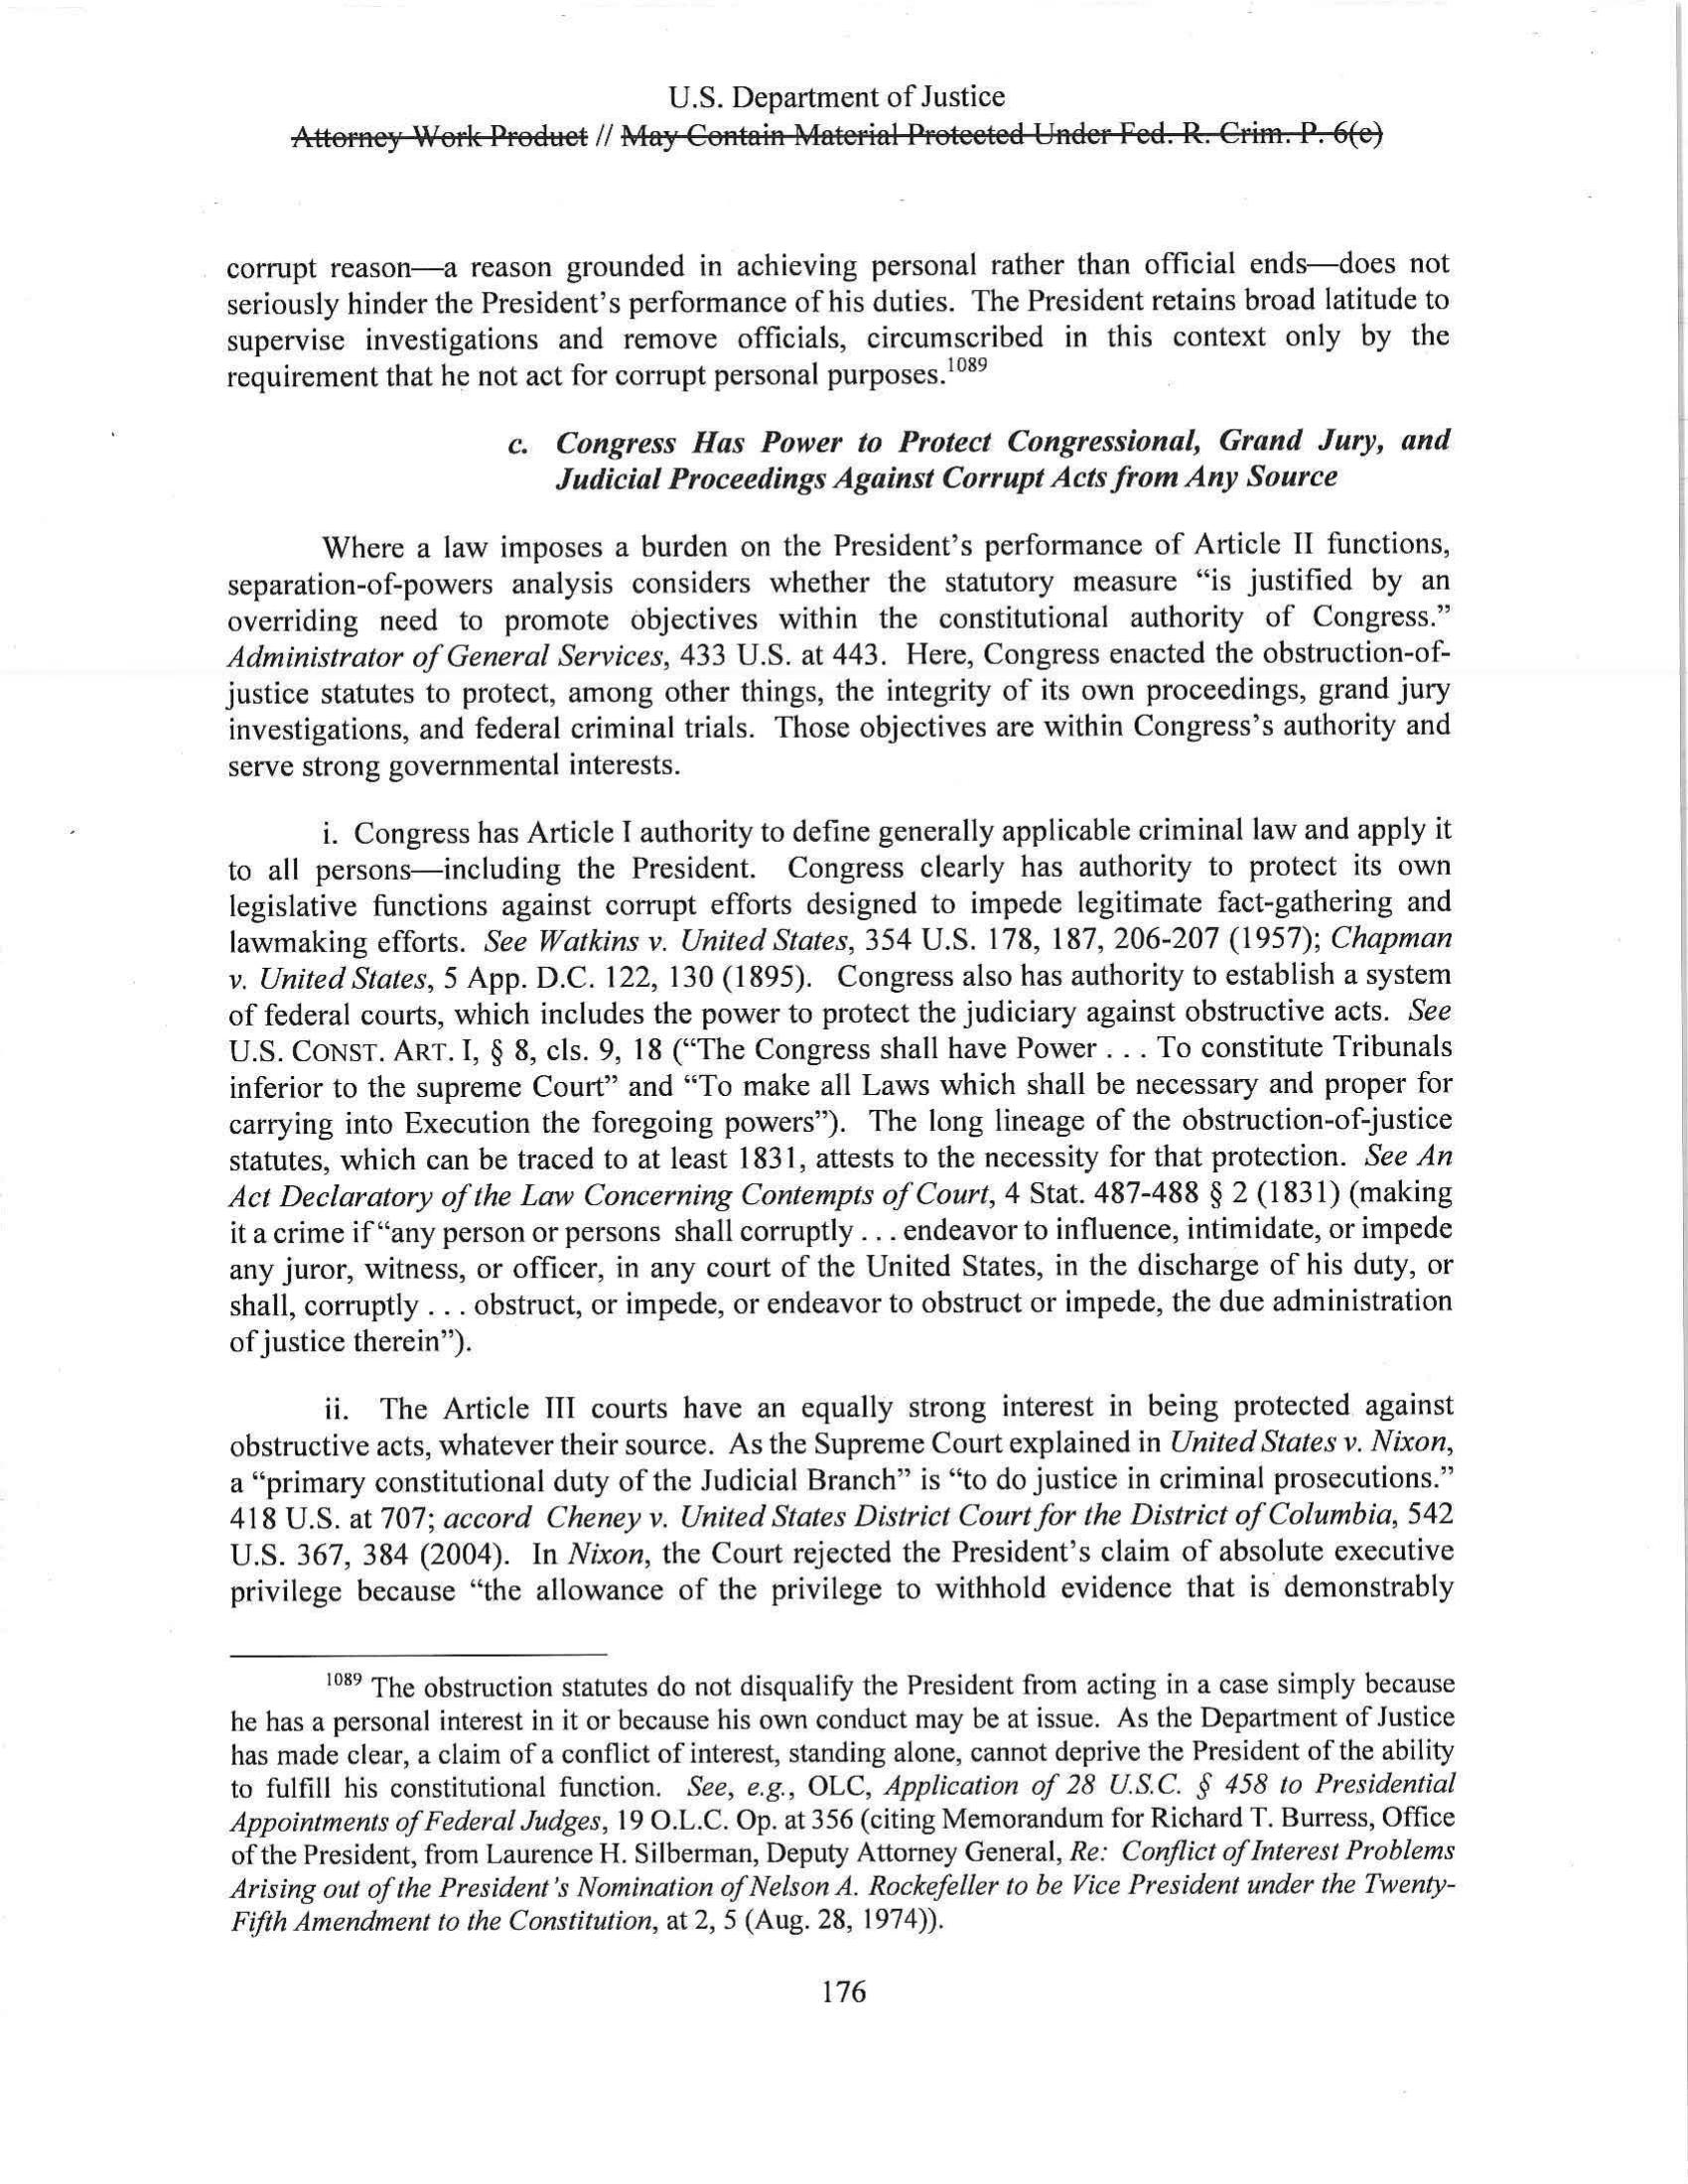 U.S. Department of Justice
Attorney Work Product // May Contain Material Protected Under Fed. R. Crim. P. 6(e)
corrupt reason—a reason grounded in achieving personal rather than official ends—does not
seriously hinder the President's performance of his duties. The President retains broad latitude to
supervise investigations and remove officials, circumscribed in this context only by the
requirement that he not act for corrupt personal purposes.1089
c. Congress Has Power to Protect Congressional, Grand Jury, and
Judicial Proceedings Against Corrupt Acts from Any Source
Where a law imposes a burden on the President's performance of Article II functions,
separation-of-powers analysis considers whether the statutory measure "is justified by an
overriding need to promote objectives within the constitutional authority of Congress."
Administrator of General Services, 433 U.S. at 443. Here, Congress enacted the obstruction-of-
justice statutes to protect, among other things, the integrity of its own proceedings, grand jury
investigations, and federal criminal trials. Those objectives are within Congress's authority and
serve strong governmental interests.
i. Congress has Article I authority to define generally applicable criminal law and apply it
to all persons—including the President. Congress clearly has authority to protect its own
legislative functions against corrupt efforts designed to impede legitimate fact-gathering and
lawmaking efforts. See Watkins v. United States, 354 U.S. 178, 187, 206-207 (1957); Chapman
v. United States, 5 App. D.C. 122, 130 (1895). Congress also has authority to establish a system
of federal courts, which includes the power to protect the judiciary against obstructive acts. See
U.S. CONST. ART. I, § 8, cls. 9, 18 ("The Congress shall have Power . . . To constitute Tribunals
inferior to the supreme Court" and "To make all Laws which shall be necessary and proper for
carrying into Execution the foregoing powers"). The long lineage of the obstruction-of-justice
statutes, which can be traced to at least 1831, attests to the necessity for that protection. See An
Act Declaratory of the Law Concerning Contempts of Court, 4 Stat. 487-488 § 2 (1831) (making
it a crime if "any person or persons shall corruptly . . . endeavor to influence, intimidate, or impede
any juror, witness, or officer, in any court of the United States, in the discharge of his duty, or
shall, corruptly . . . obstruct, or impede, or endeavor to obstruct or impede, the due administration
of justice therein").
ii. The Article III courts have an equally strong interest in being protected against
obstructive acts, whatever their source. As the Supreme Court explained in United States v. Nixon,
a "primary constitutional duty of the Judicial Branch" is "to do justice in criminal prosecutions."
418 U.S. at 707; accord Cheney v. United States District Court for the District of Columbia, 542
U.S. 367, 384 (2004). In Nixon, the Court rejected the President's claim of absolute executive
privilege because "the allowance of the privilege to withhold evidence that is demonstrably
1089 The obstruction statutes do not disqualify the President from acting in a case simply because
he has a personal interest in it or because his own conduct may be at issue. As the Department of Justice
has made clear, a claim of a conflict of interest, standing alone, cannot deprive the President of the ability
to fulfill his constitutional function. See, e.g., OLC, Application of 28 U.S.C. § 458 to Presidential
Appointments of Federal Judges, 19 O.L.C. Op. at 356 (citing Memorandum for Richard T. Burress, Office
of the President, from Laurence H. Silberman, Deputy Attorney General, Re: Conflict of Interest Problems
Arising out of the President's Nomination of Nelson A. Rockefeller to be Vice President under the Twenty-
Fifth Amendment to the Constitution, at 2, 5 (Aug. 28, 1974)).
176